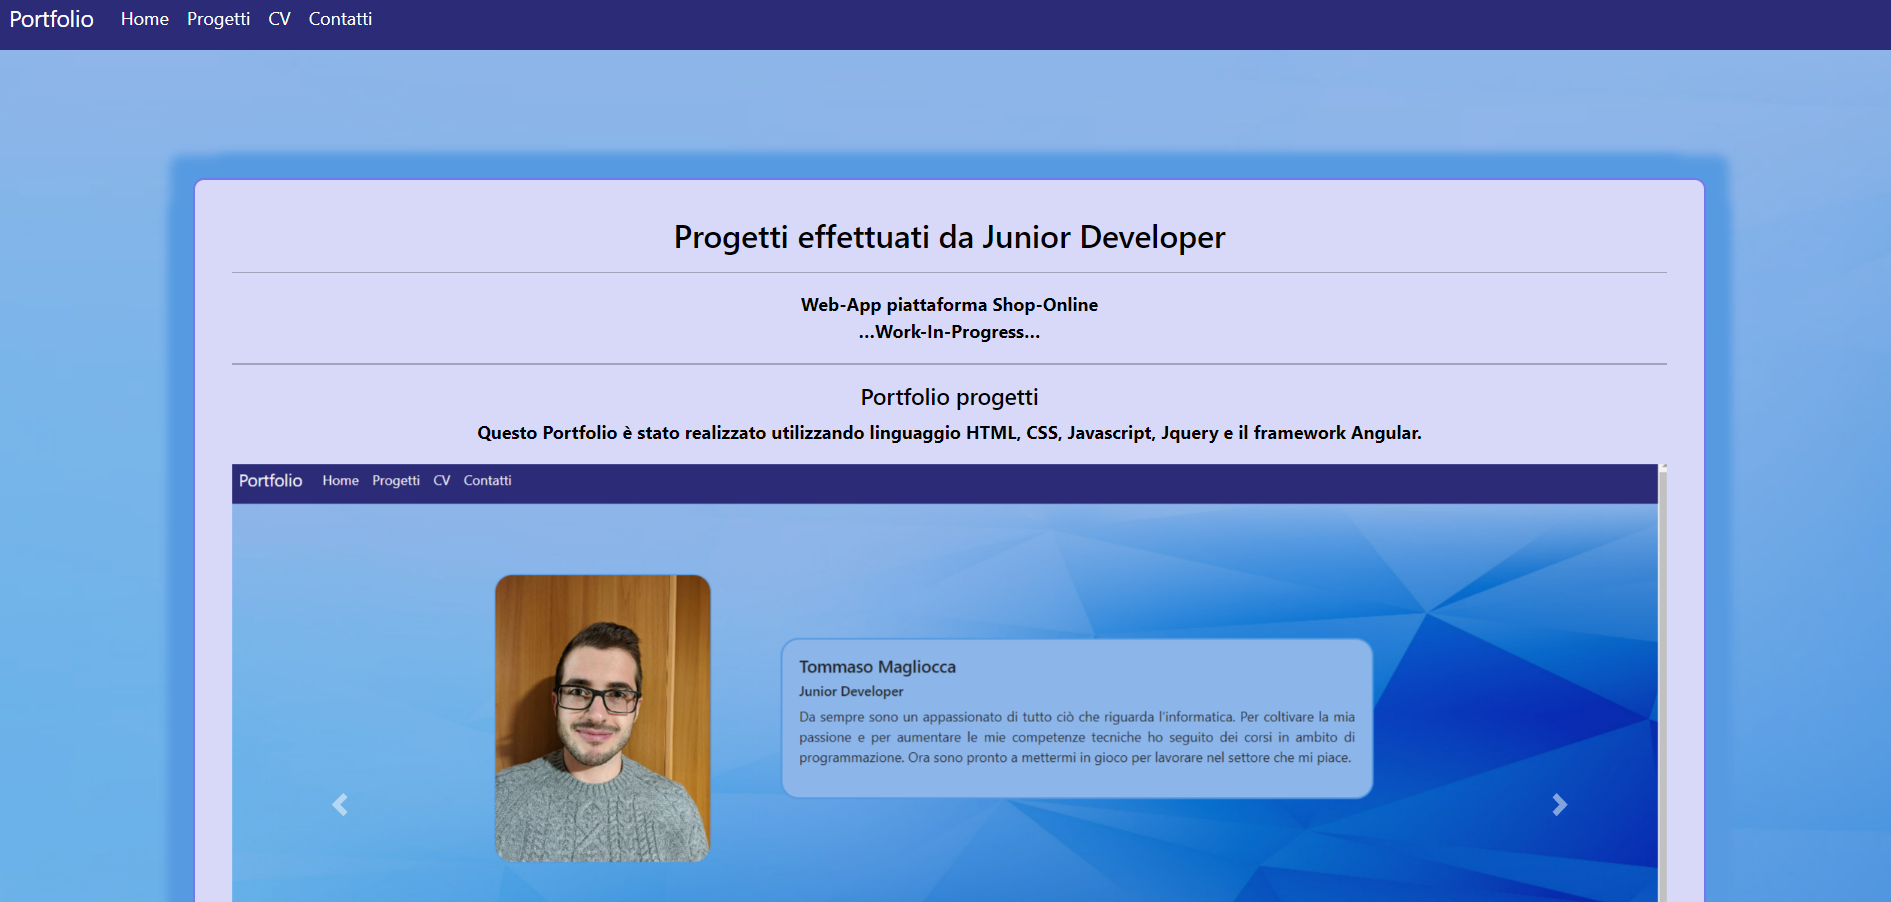 Portfolio Home Progetti CV Contatti
Progetti effettuati da Junior Developer
Web-App piattaforma Shop-Online
...Work-In-Progress...
Portfolio progetti
Questo Portfolio è stato realizzato utilizzando linguaggio HTML, CSS, Javascript, Jquery e il framework Angular.
Portfolio Home Progetti CV Contatti
Tommaso Magliocca
Junior Developer
Da sempre sono un appassionato di tutto ciò che riguarda l'informatica. Per coltivare la mia
passione e per aumentare le mie competenze tecniche ho seguito dei corsi in ambito di
programmazione. Ora sono pronto a mettermi in gioco per lavorare nel settore che mi piace.